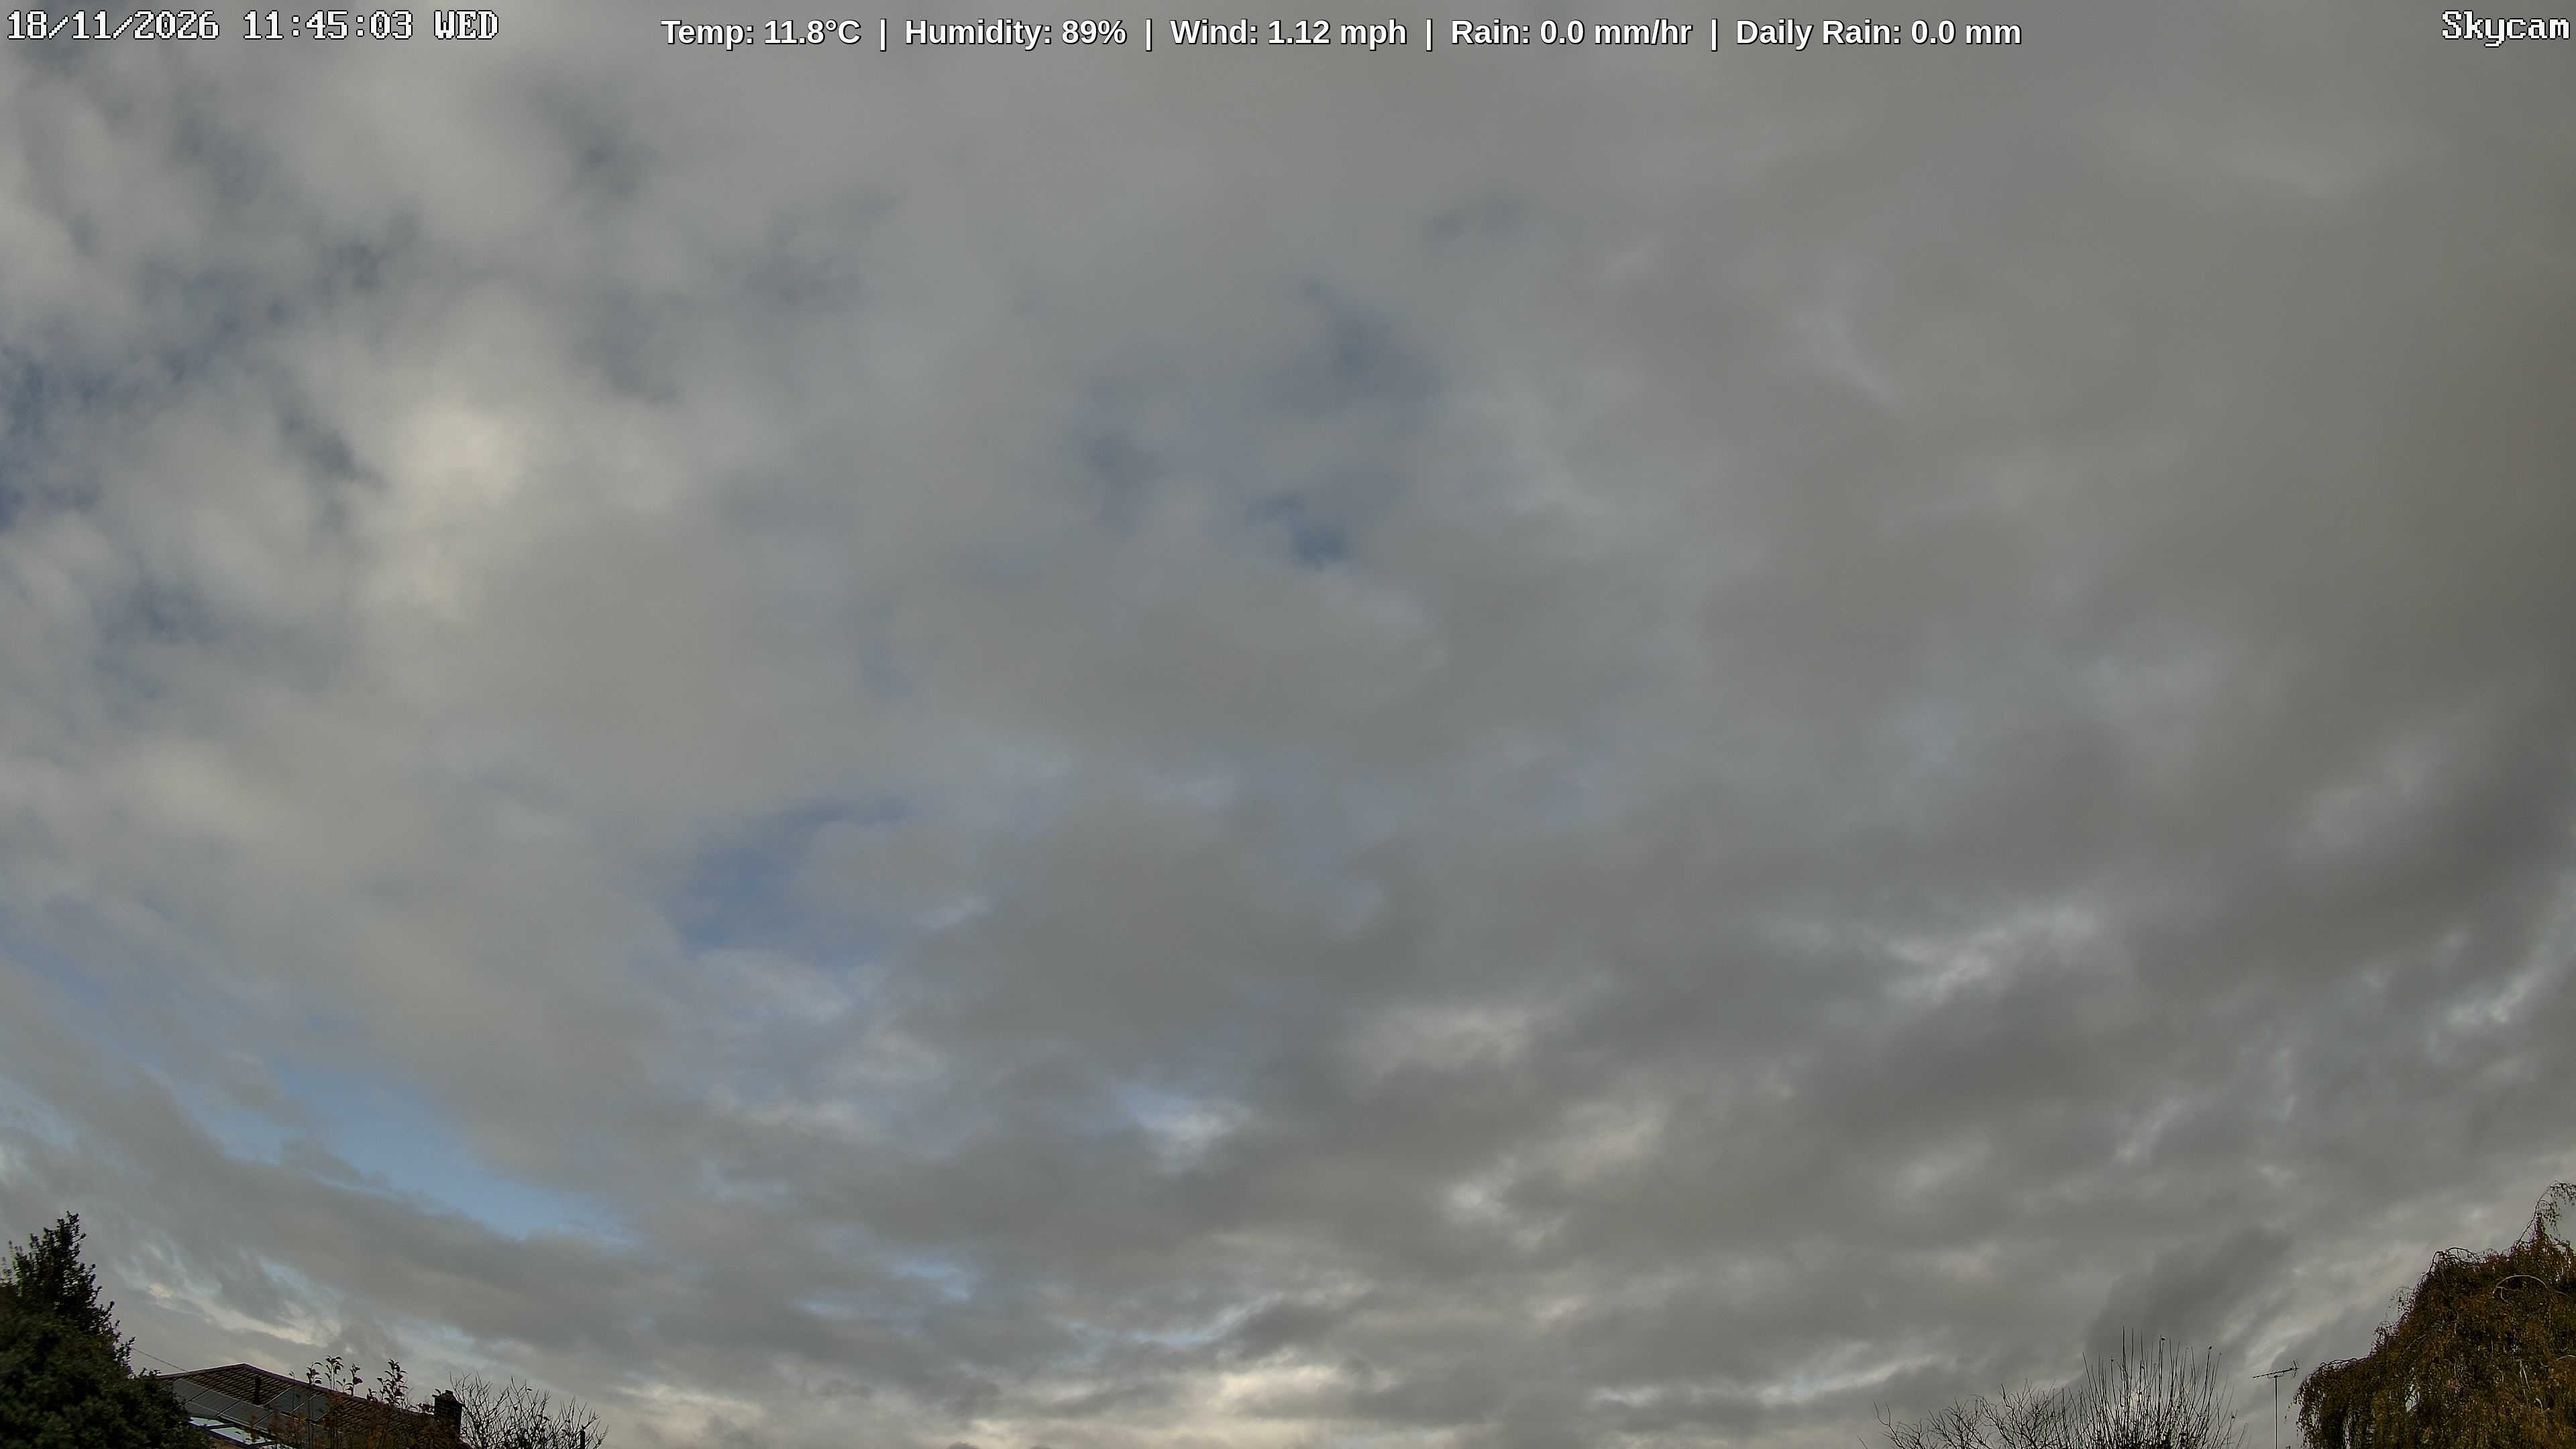 18/11/2026 11:45:03 WED
Temp: 11.8°C | Humidity: 89% | Wind: 1.12 mph | Rain: 0.0 mm/hr | Daily Rain: 0.0 mm
Skycam